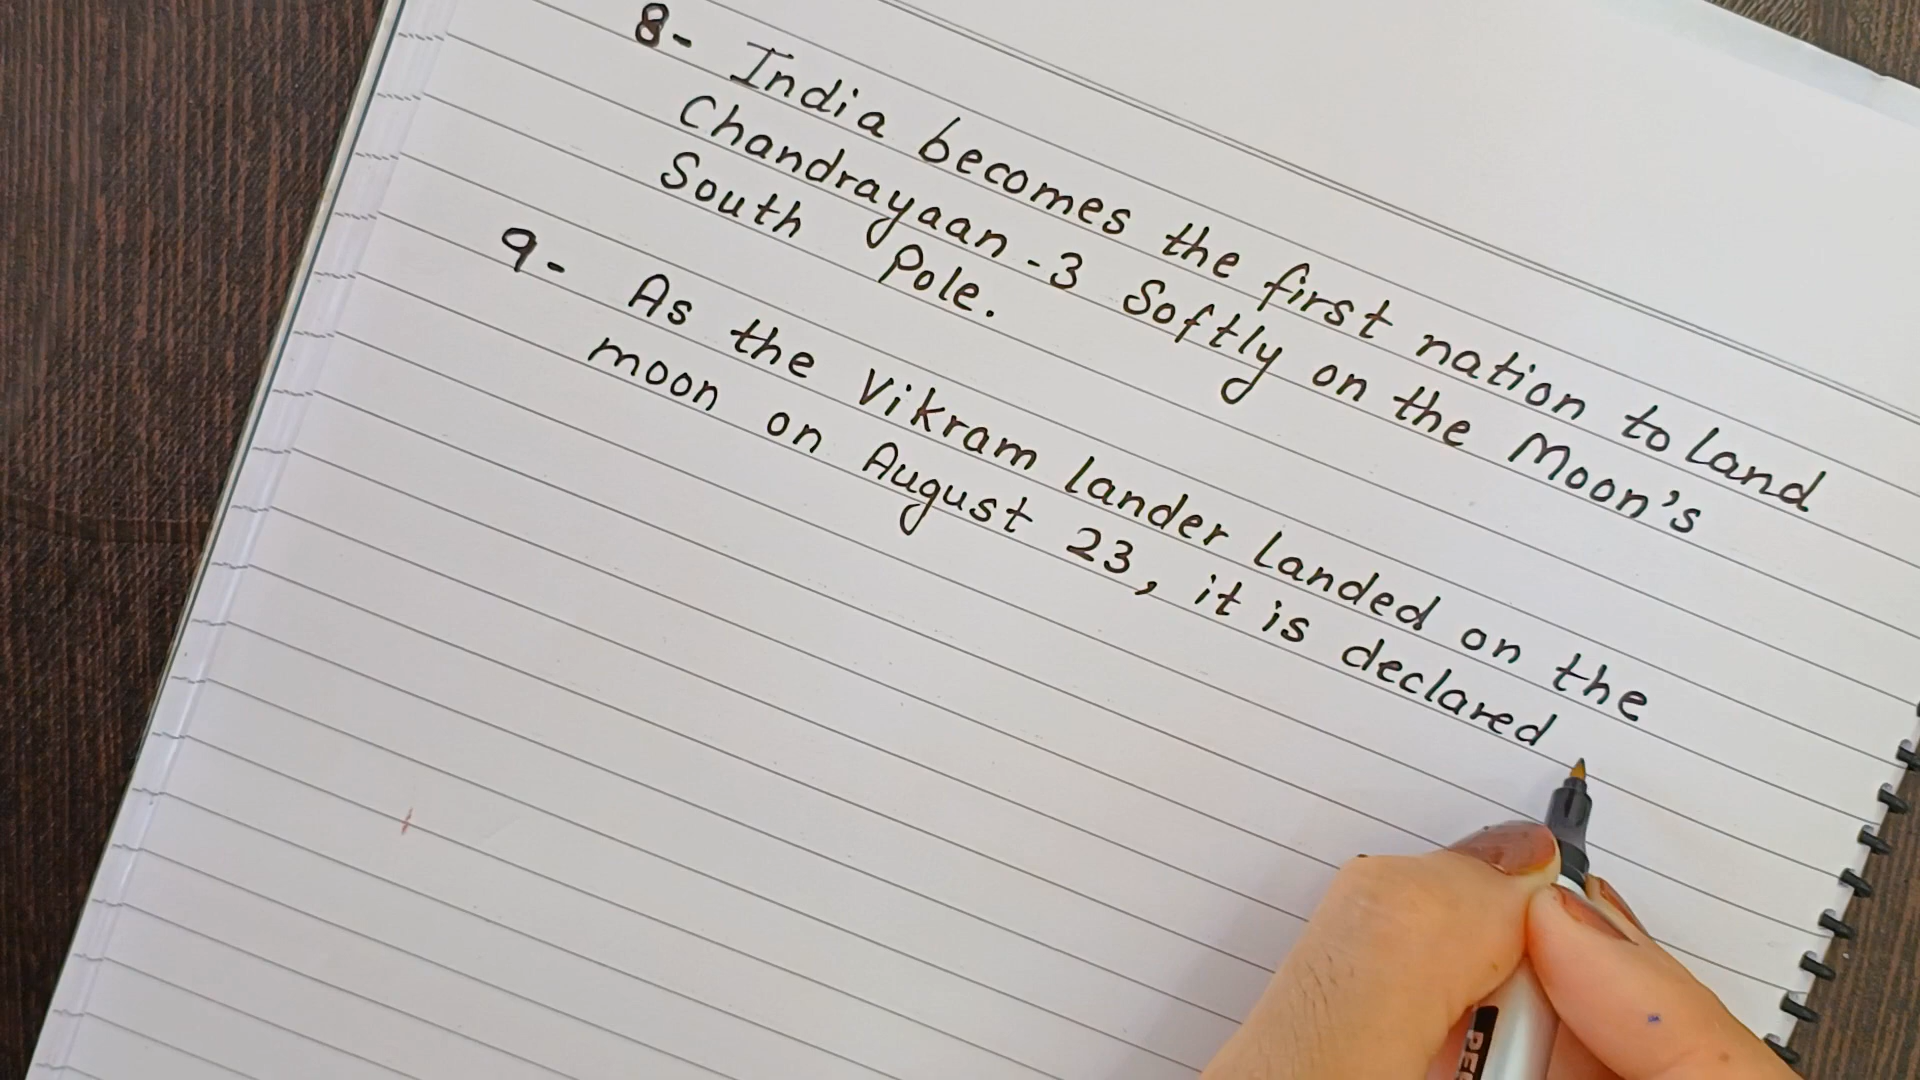 8- India becomes the first nation to land
Chandrayaan-3 Softly on the Moon's
South Pole.
9- As the Vikram lander landed on the
moon on August 23, it is declared